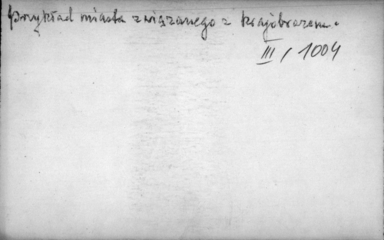 przykład miasta związanego z krajobrazem.
III / 1004